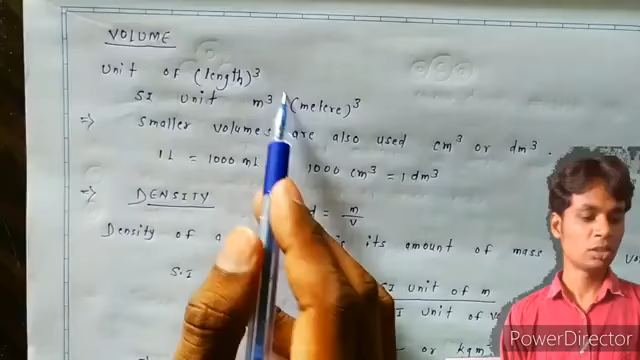 VOLUME
Unit of (length)³
SI unit m³ (metere)³
⇒ Smaller volumes are also used cm³ or dm³.
1L = 1000 mL 1000 cm³ = 1 dm³
⇒ DENSITY d = m/V
Density of a its amount of mass
S.I SI unit of m
unit of
or
PowerDirector